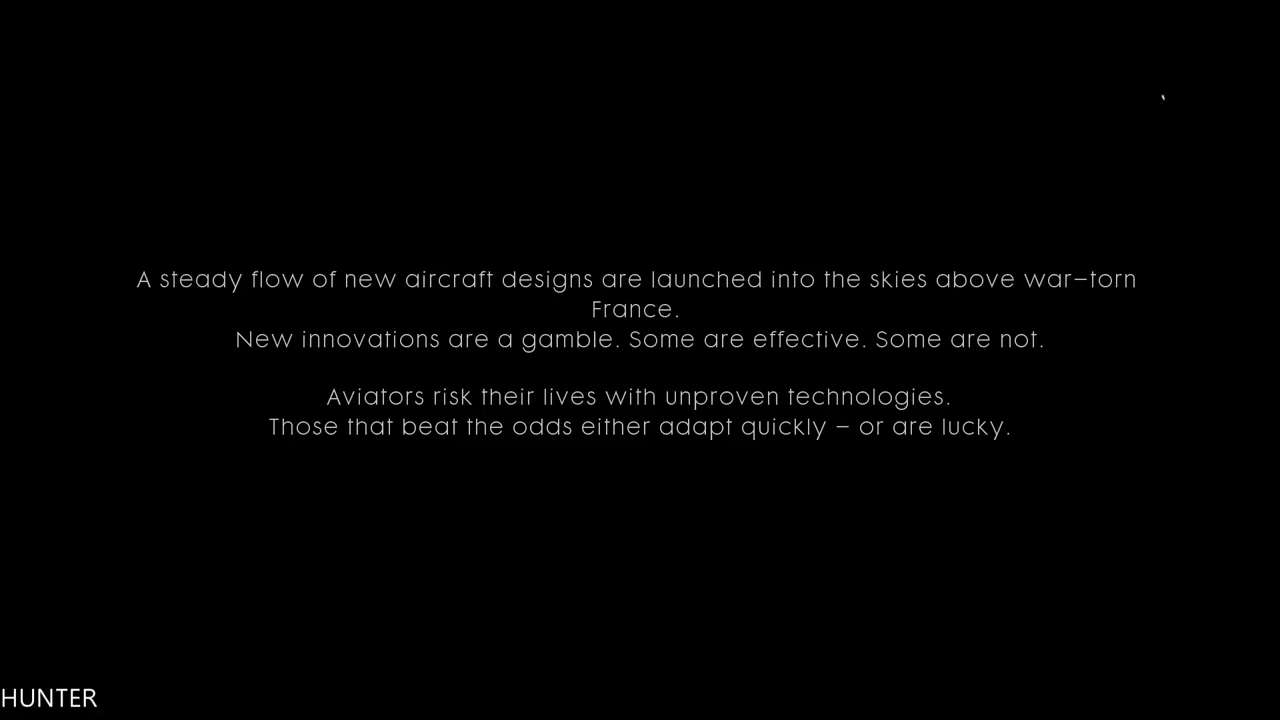 A steady flow of new aircraft designs are launched into the skies above war–torn
France.
New innovations are a gamble. Some are effective. Some are not.
Aviators risk their lives with unproven technologies.
Those that beat the odds either adapt quickly – or are lucky.
HUNTER